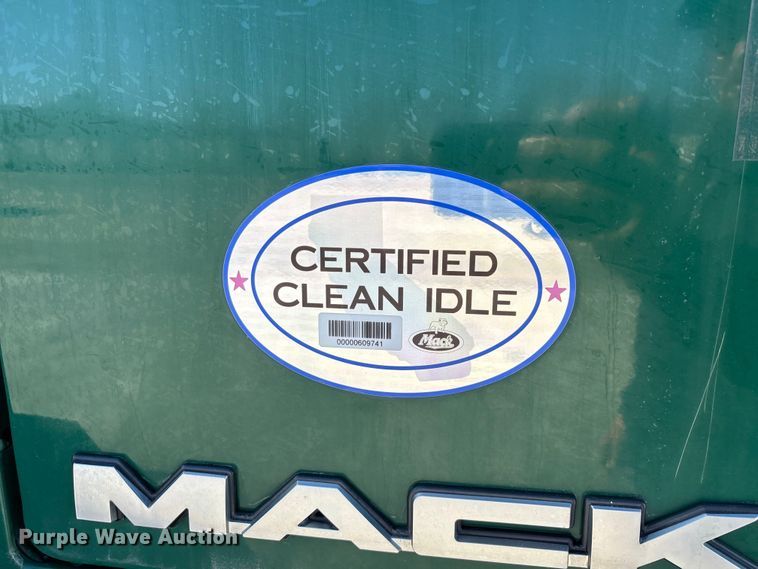 CERTIFIED
CLEAN IDLE
00000609741
Mack
MACK
Purple Wave Auction